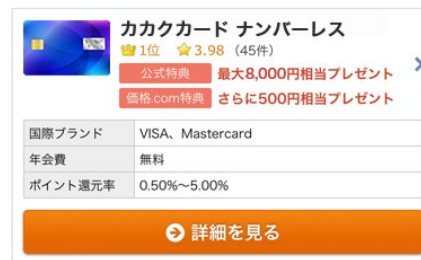 カカクカード ナンバーレス
1位 3.98 （45件）
公式特典 最大8,000円相当プレゼント
価格.com特典 さらに500円相当プレゼント
国際ブランド VISA、Mastercard
年会費 無料
ポイント還元率 0.50%～5.00%
詳細を見る